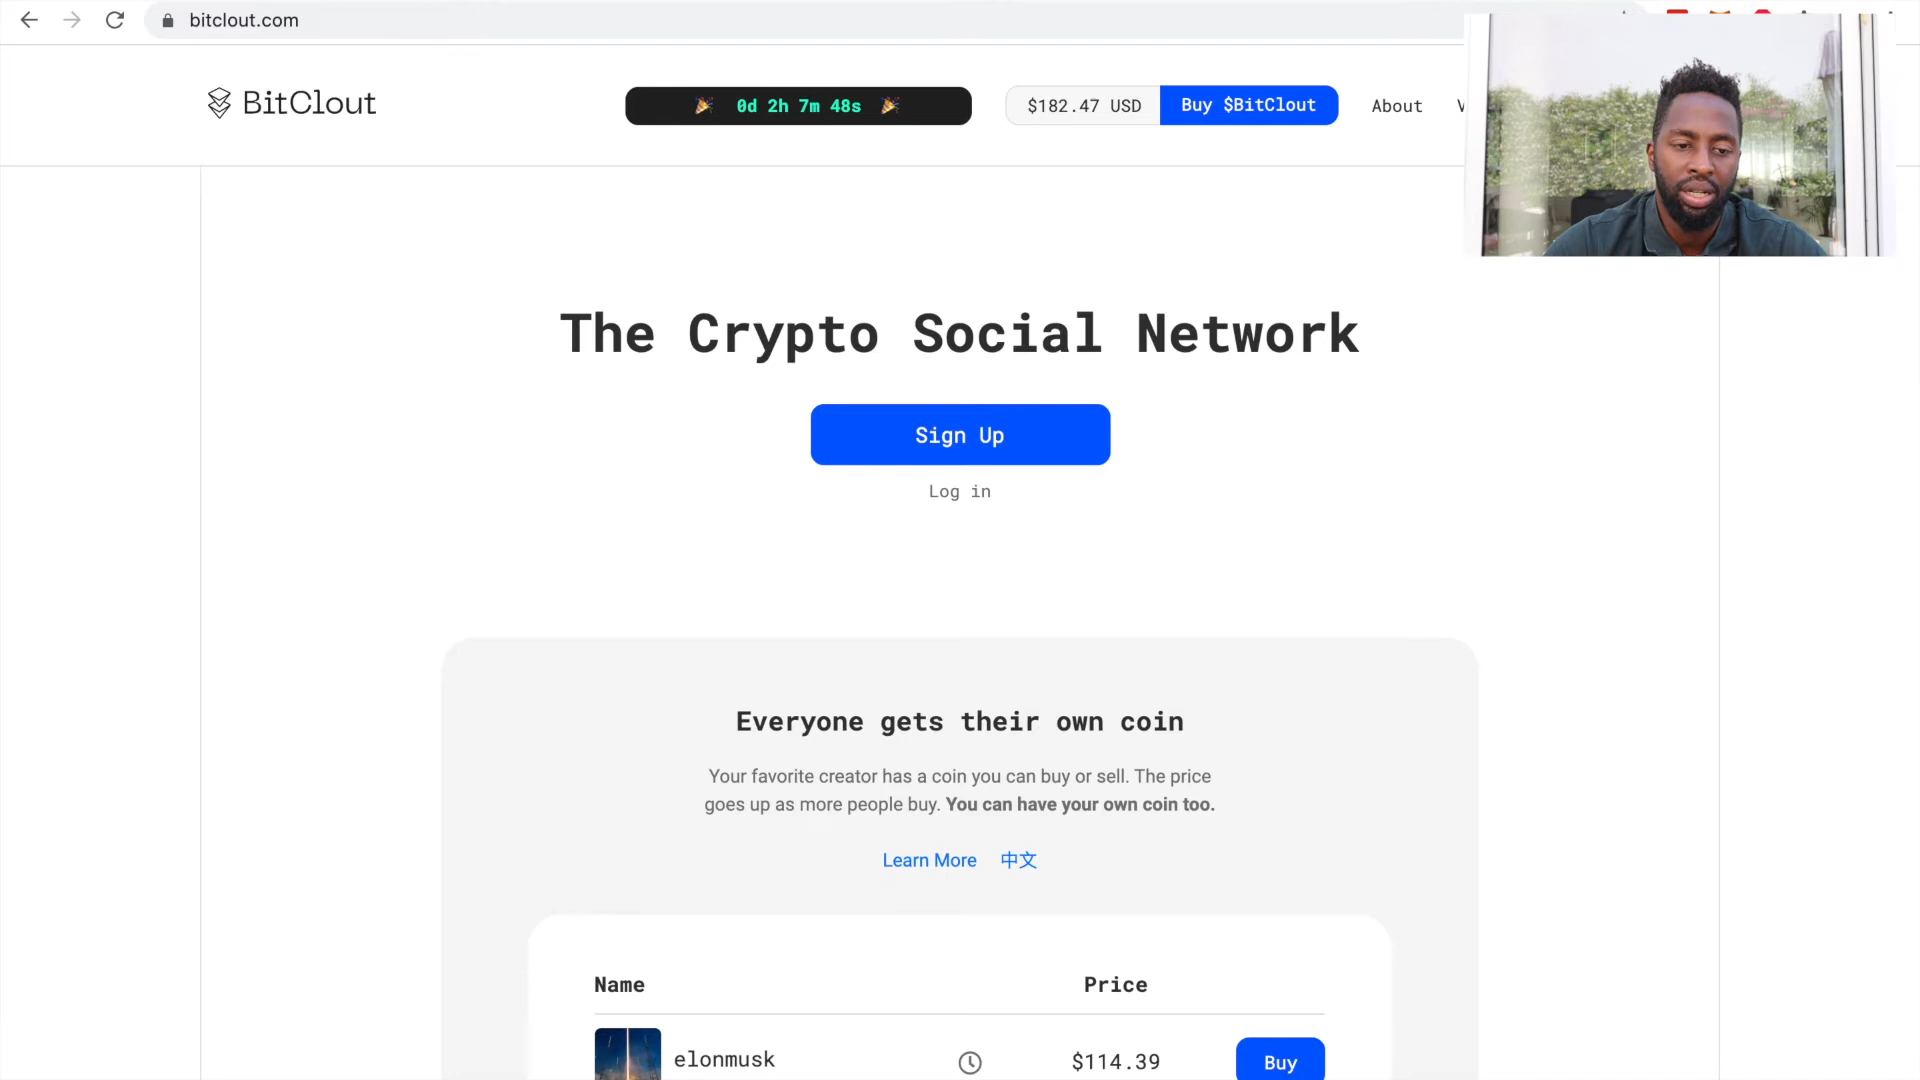 bitclout.com
BitClout
0d 2h 7m 48s
$182.47 USD
Buy $BitClout
About
The Crypto Social Network
Sign Up
Log in
Everyone gets their own coin
Your favorite creator has a coin you can buy or sell. The price
goes up as more people buy. You can have your own coin too.
Learn More 中文
Name Price
elonmusk $114.39 Buy